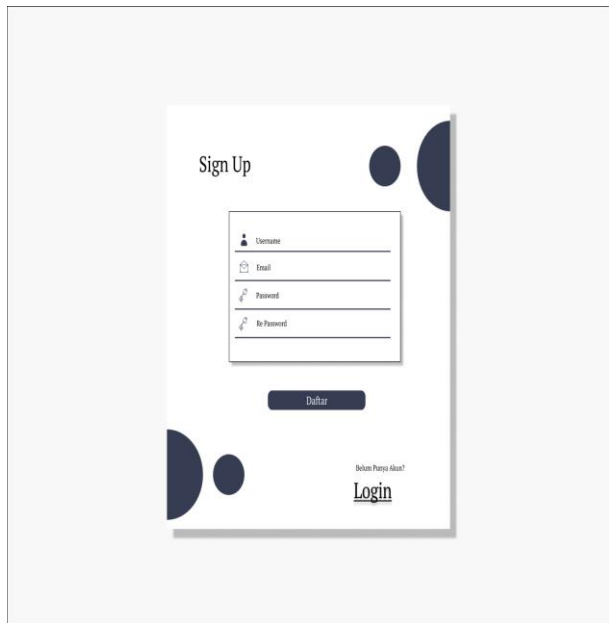 Sign Up
Username
Email
Password
Re Password
Daftar
Belum Punya Akun?
Login